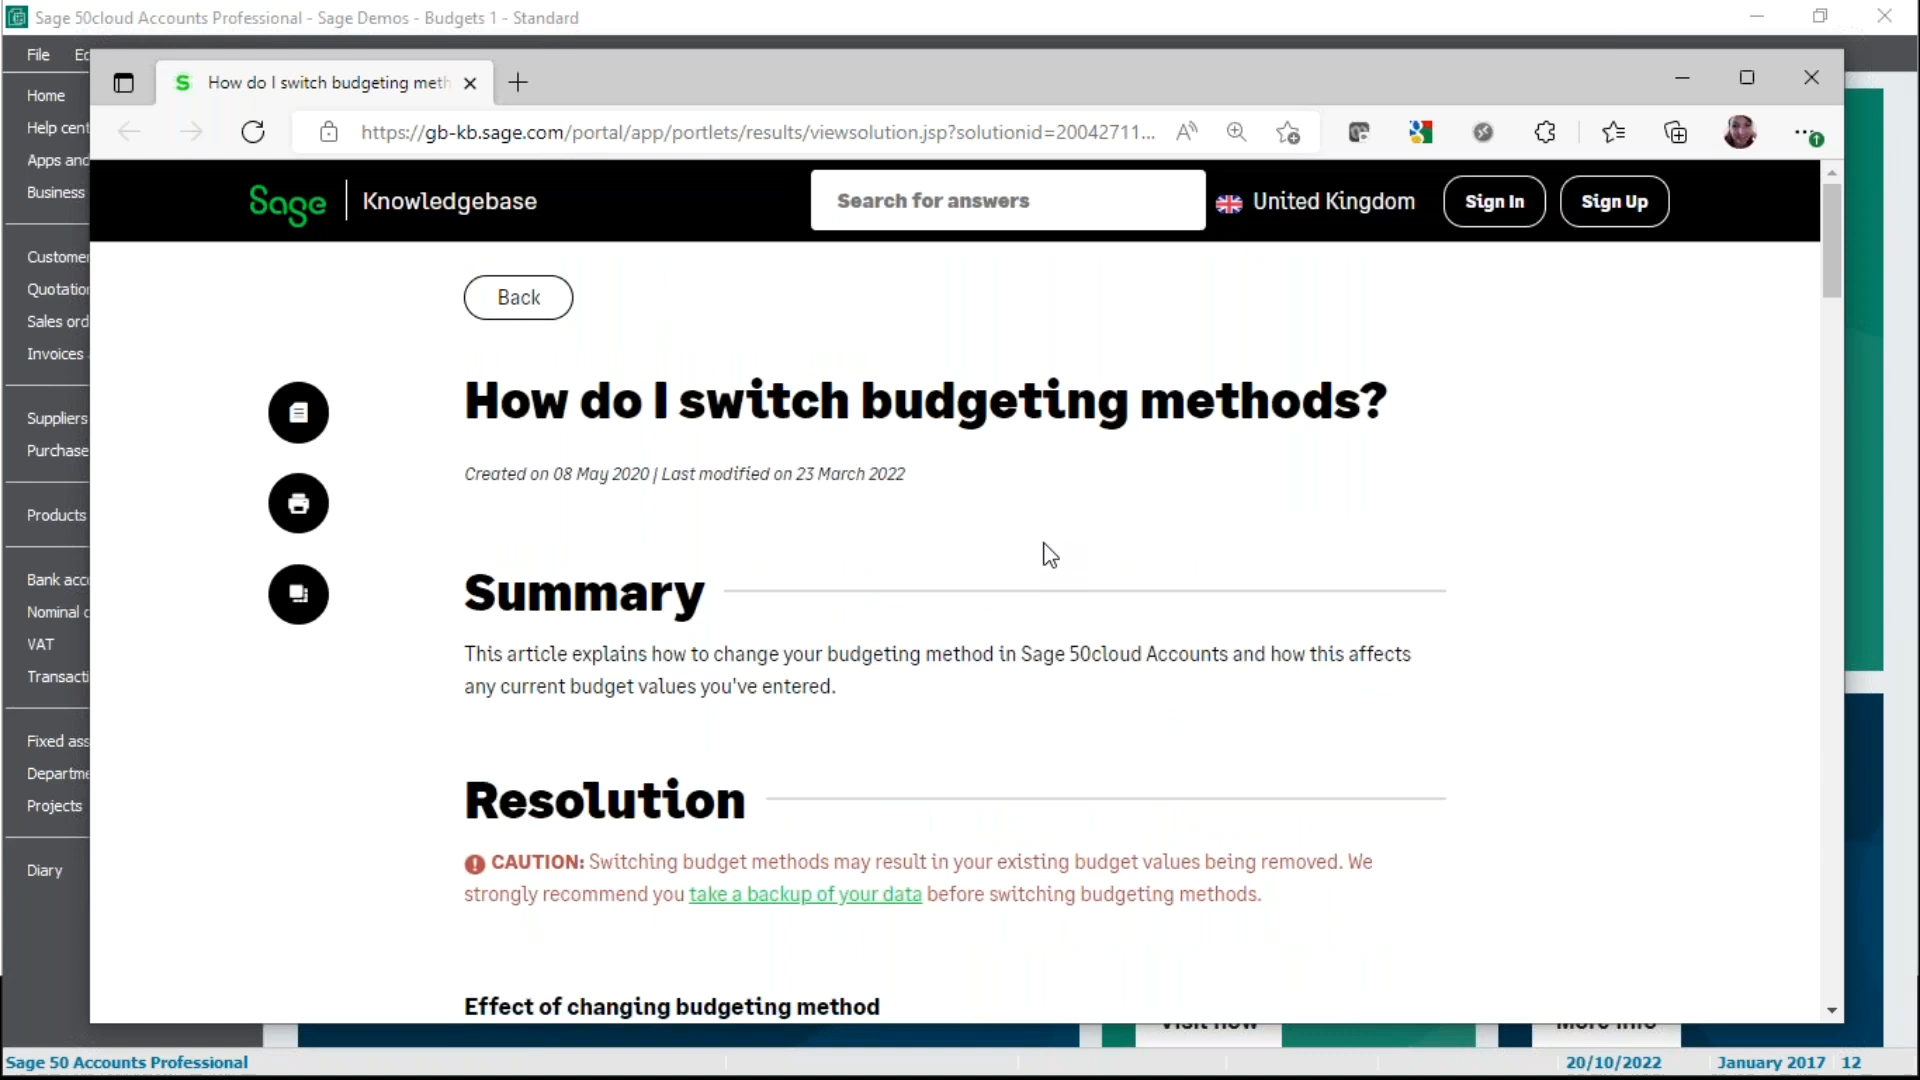 Sage 50cloud Accounts Professional - Sage Demos - Budgets 1 - Standard
File
Home
Help cent
Apps and
Business
Customer
Quotation
Sales ord
Invoices
Suppliers
Purchase
Products
Bank acco
Nominal c
VAT
Transacti
Fixed ass
Departme
Projects
Diary
How do I switch budgeting meth
https://gb-kb.sage.com/portal/app/portlets/results/viewsolution.jsp?solutionid=20042711...
Sage Knowledgebase
Search for answers
United Kingdom
Sign In
Sign Up
Back
How do I switch budgeting methods?
Created on 08 May 2020 | Last modified on 23 March 2022
Summary
This article explains how to change your budgeting method in Sage 50cloud Accounts and how this affects
any current budget values you've entered.
Resolution
CAUTION: Switching budget methods may result in your existing budget values being removed. We
strongly recommend you take a backup of your data before switching budgeting methods.
Effect of changing budgeting method
Visit now
More info
Sage 50 Accounts Professional
20/10/2022
January 2017
12